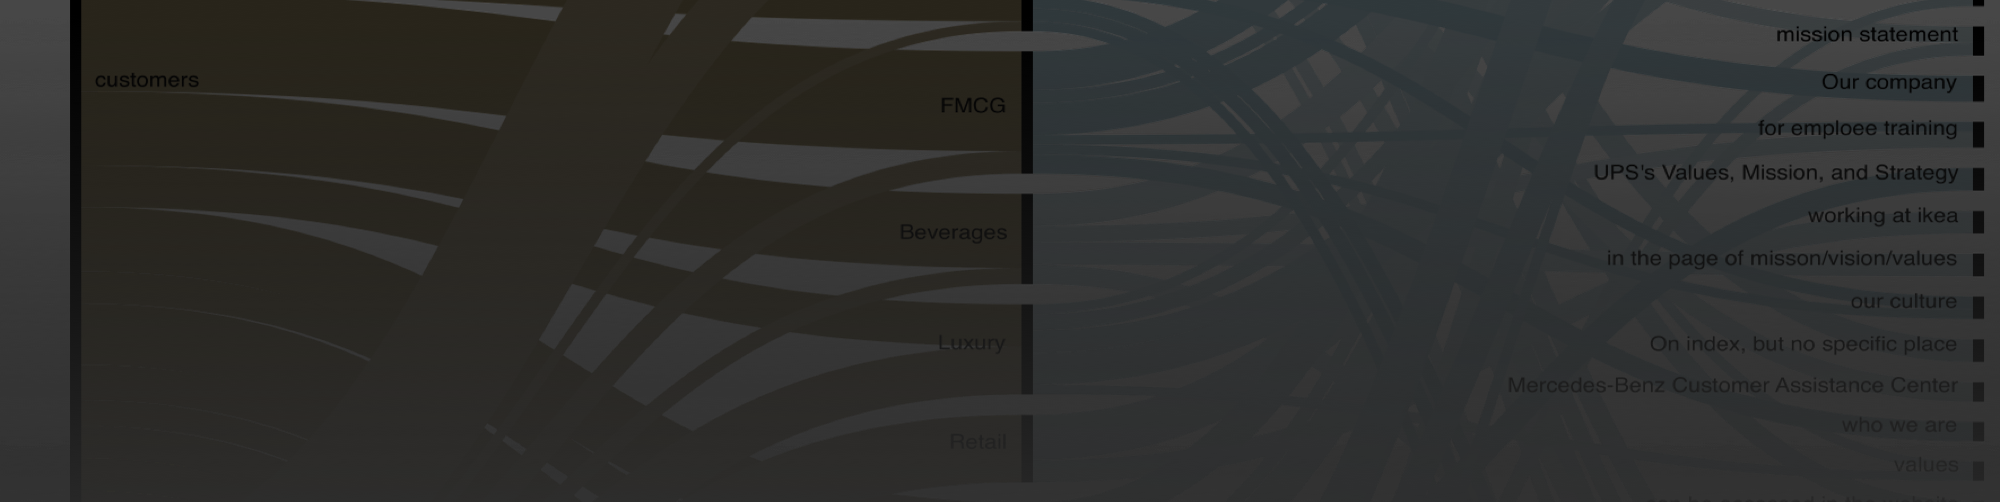 customers
FMCG
Beverages
Luxury
Retail
mission statement
Our company
for emploee training
UPS's Values, Mission, and Strategy
working at ikea
in the page of misson/vision/values
our culture
On index, but no specific place
Mercedes-Benz Customer Assistance Center
who we are
values